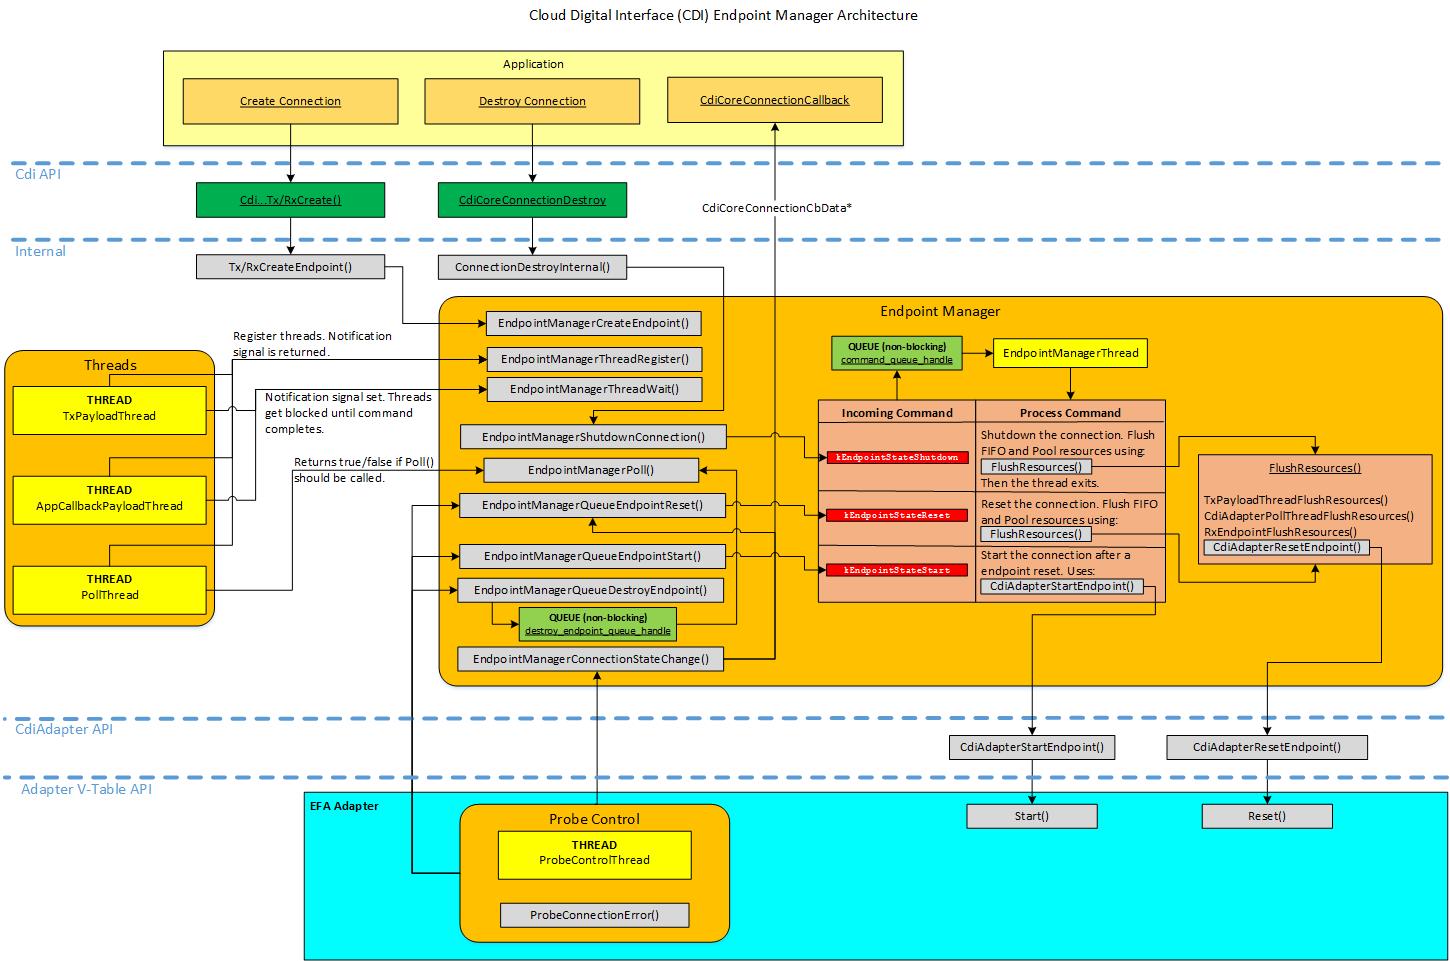 Cloud Digital Interface (CDI) Endpoint Manager Architecture
Application
Create Connection
Destroy Connection
CdiCoreConnectionCallback
Cdi API
Cdi...Tx/RxCreate()
CdiCoreConnectionDestroy
CdiCoreConnectionCbData*
Internal
Tx/RxCreateEndpoint()
ConnectionDestroyInternal()
Endpoint Manager
EndpointManagerCreateEndpoint()
Register threads. Notification
signal is returned.
EndpointManagerThreadRegister()
EndpointManagerThreadWait()
Notification signal set. Threads
get blocked until command
completes.
Threads
THREAD
TxPayloadThread
THREAD
AppCallbackPayloadThread
THREAD
PollThread
EndpointManagerShutdownConnection()
Returns true/false if Poll()
should be called.
EndpointManagerPoll()
EndpointManagerQueueEndpointReset()
EndpointManagerQueueEndpointStart()
EndpointManagerQueueDestroyEndpoint()
QUEUE (non-blocking)
destroy_endpoint_queue_handle
EndpointManagerConnectionStateChange()
QUEUE (non-blocking)
command_queue_handle
EndpointManagerThread
Incoming Command
Process Command
kEndpointStateShutdown
Shutdown the connection. Flush
FIFO and Pool resources using:
FlushResources()
Then the thread exits.
kEndpointStateReset
Reset the connection. Flush FIFO
and Pool resources using:
FlushResources()
kEndpointStateStart
Start the connection after a
endpoint reset. Uses:
CdiAdapterStartEndpoint()
FlushResources()
TxPayloadThreadFlushResources()
CdiAdapterPollThreadFlushResources()
RxEndpointFlushResources()
CdiAdapterResetEndpoint()
CdiAdapter API
CdiAdapterStartEndpoint()
CdiAdapterResetEndpoint()
Adapter V-Table API
EFA Adapter
Probe Control
THREAD
ProbeControlThread
ProbeConnectionError()
Start()
Reset()